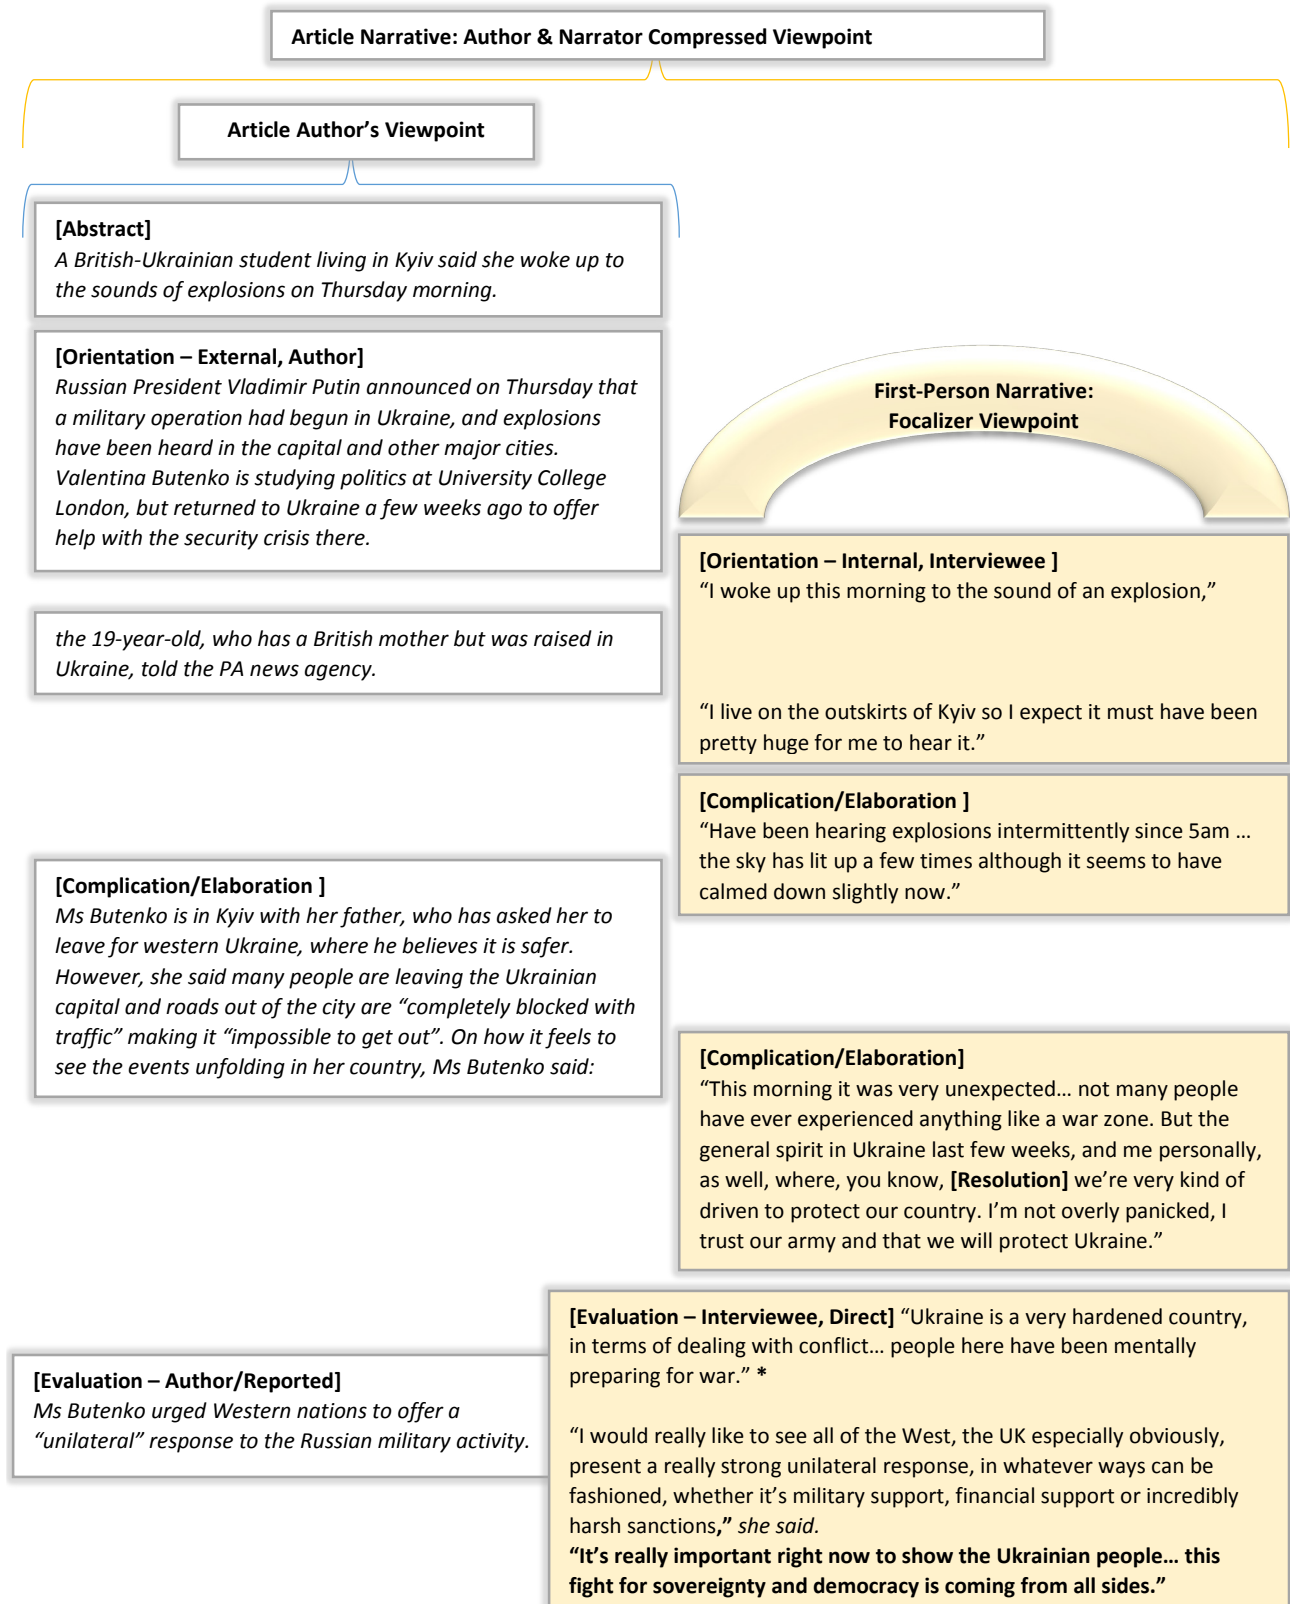 Article Narrative: Author & Narrator Compressed Viewpoint
Article Author’s Viewpoint
[Abstract]
A British-Ukrainian student living in Kyiv said she woke up to
the sounds of explosions on Thursday morning.
[Orientation – External, Author]
Russian President Vladimir Putin announced on Thursday that
a military operation had begun in Ukraine, and explosions
have been heard in the capital and other major cities.
Valentina Butenko is studying politics at University College
London, but returned to Ukraine a few weeks ago to offer
help with the security crisis there.
First-Person Narrative:
Focalizer Viewpoint
[Orientation – Internal, Interviewee ]
“I woke up this morning to the sound of an explosion,”
the 19-year-old, who has a British mother but was raised in
Ukraine, told the PA news agency.
“I live on the outskirts of Kyiv so I expect it must have been
pretty huge for me to hear it.”
[Complication/Elaboration ]
“Have been hearing explosions intermittently since 5am …
the sky has lit up a few times although it seems to have
calmed down slightly now.”
[Complication/Elaboration ]
Ms Butenko is in Kyiv with her father, who has asked her to
leave for western Ukraine, where he believes it is safer.
However, she said many people are leaving the Ukrainian
capital and roads out of the city are “completely blocked with
traffic” making it “impossible to get out”. On how it feels to
see the events unfolding in her country, Ms Butenko said:
[Complication/Elaboration]
“This morning it was very unexpected… not many people
have ever experienced anything like a war zone. But the
general spirit in Ukraine last few weeks, and me personally,
as well, where, you know, [Resolution] we’re very kind of
driven to protect our country. I’m not overly panicked, I
trust our army and that we will protect Ukraine.”
[Evaluation – Interviewee, Direct] “Ukraine is a very hardened country,
in terms of dealing with conflict… people here have been mentally
preparing for war.” *
[Evaluation – Author/Reported]
Ms Butenko urged Western nations to offer a
“unilateral” response to the Russian military activity.
“I would really like to see all of the West, the UK especially obviously,
present a really strong unilateral response, in whatever ways can be
fashioned, whether it’s military support, financial support or incredibly
harsh sanctions,” she said.
“It’s really important right now to show the Ukrainian people… this
fight for sovereignty and democracy is coming from all sides.”